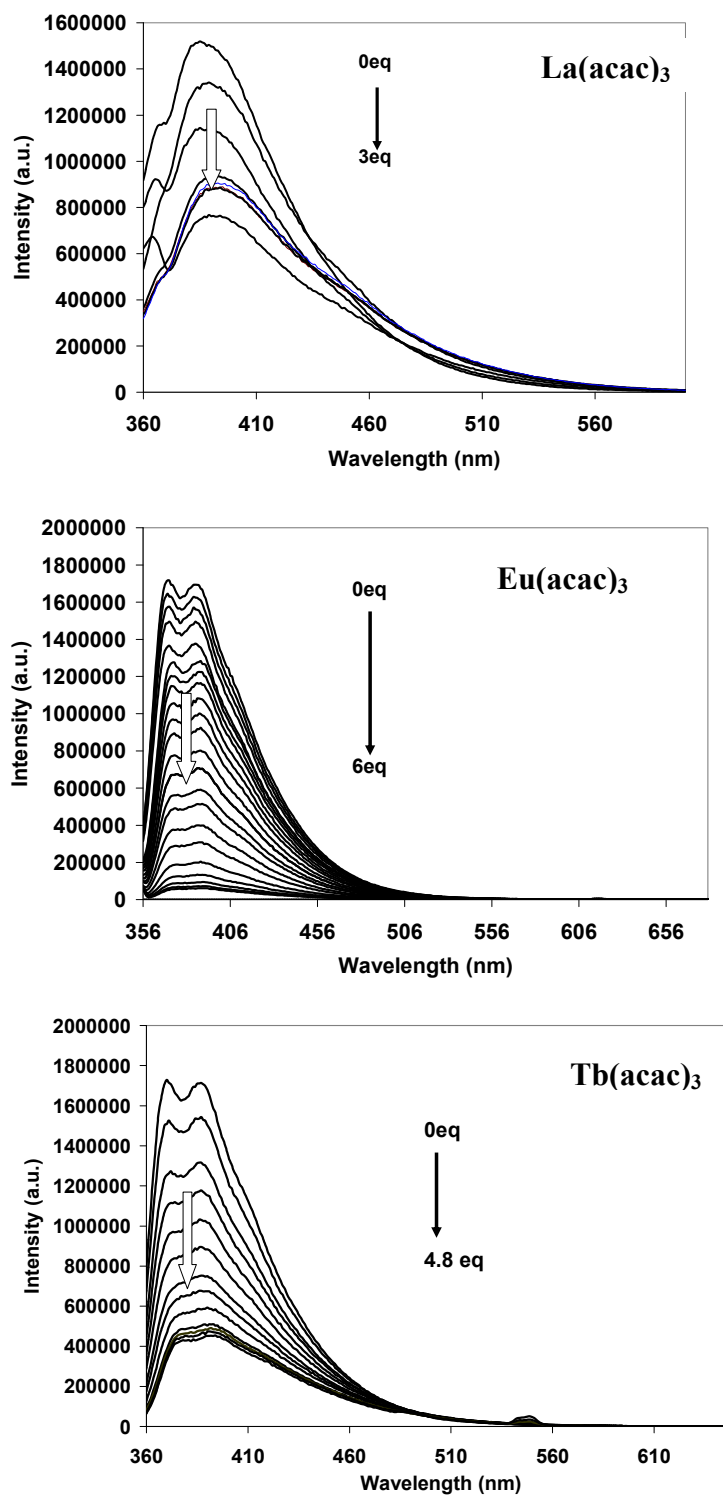 1600000
1400000
1200000
1000000
800000
600000
400000
200000
0
Intensity (a.u.)
0eq
3eq
La(acac)3
360 410 460 510 560
Wavelength (nm)
2000000
1800000
1600000
1400000
1200000
1000000
800000
600000
400000
200000
0
Intensity (a.u.)
0eq
6eq
Eu(acac)3
356 406 456 506 556 606 656
Wavelength (nm)
2000000
1800000
1600000
1400000
1200000
1000000
800000
600000
400000
200000
0
Intensity (a.u.)
Tb(acac)3
0eq
4.8 eq
360 410 460 510 560 610
Wavelength (nm)